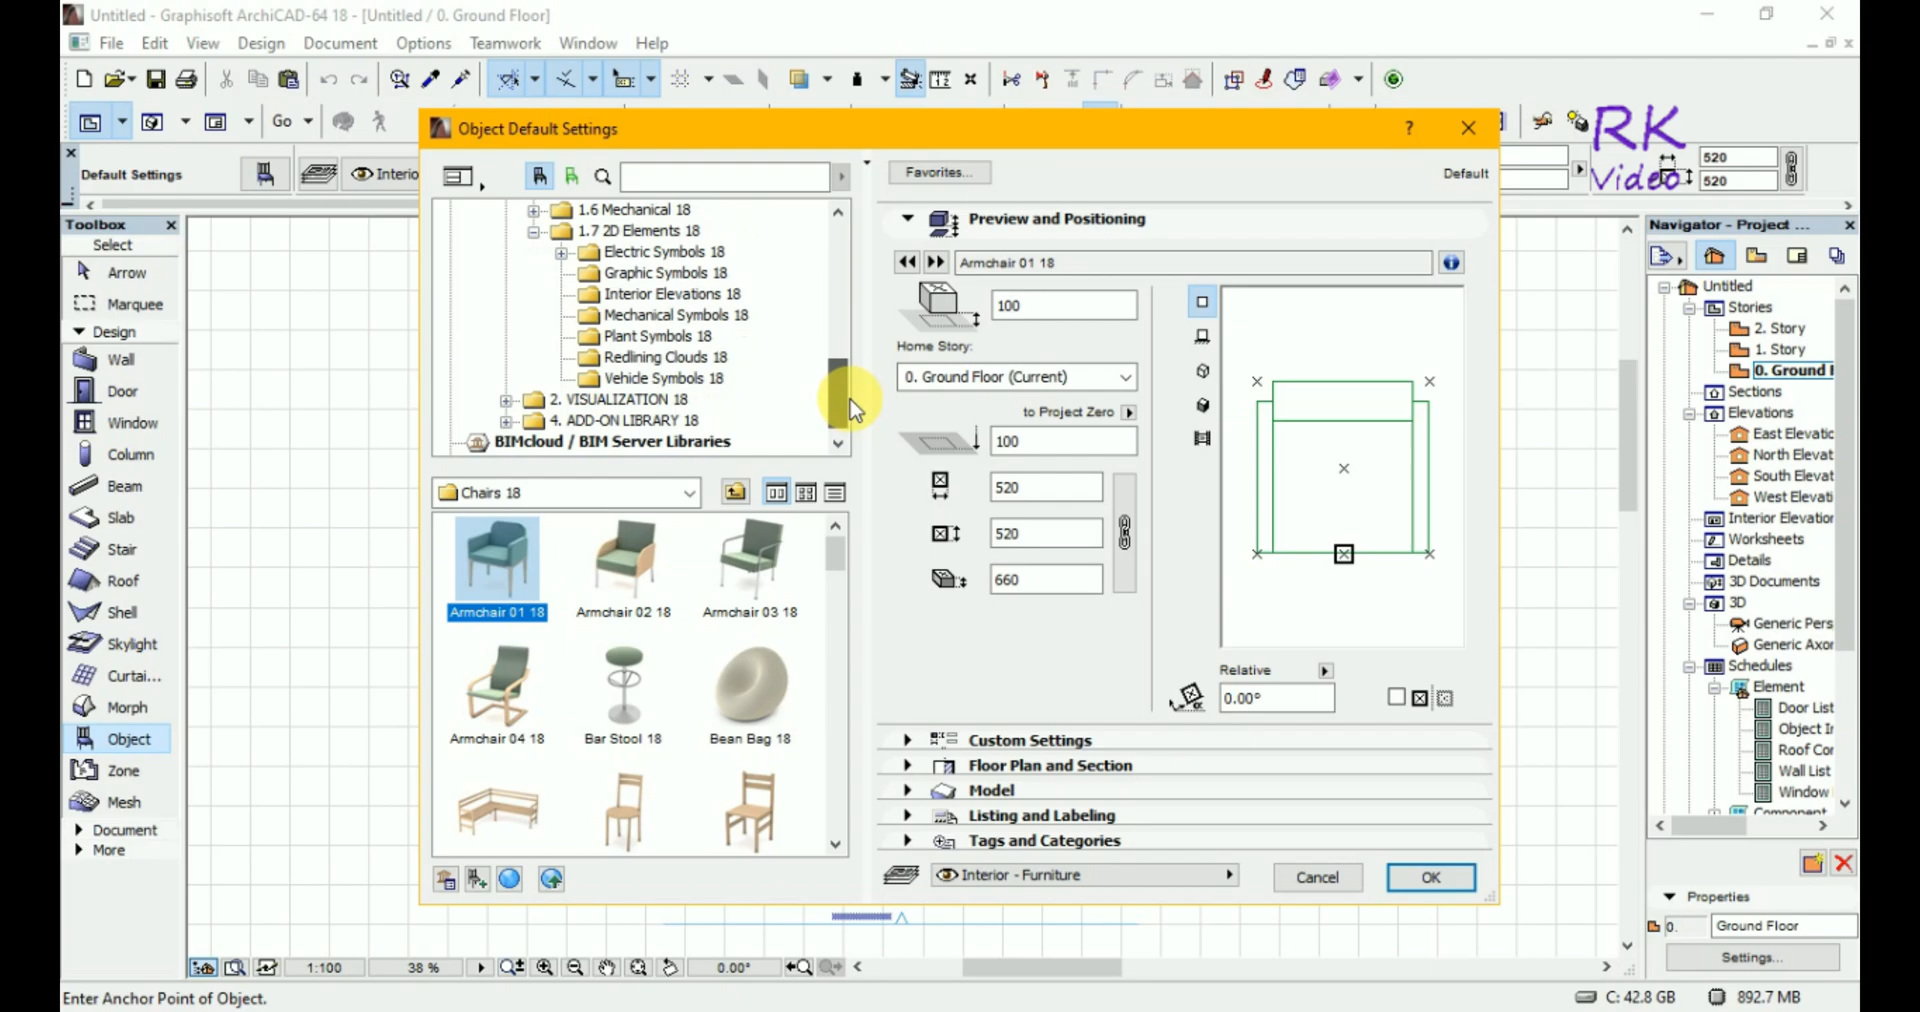 Untitled - Graphisoft ArchiCAD-64 18 - [Untitled / 0. Ground Floor]
File Edit View Design Document Options Teamwork Window Help
Go
RK
Video
Default Settings
Interio
520
520
Toolbox
Select
Arrow
Marquee
Design
Wall
Door
Window
Column
Beam
Slab
Stair
Roof
Shell
Skylight
Curtai...
Morph
Object
Zone
Mesh
Document
More
Object Default Settings
?
1.6 Mechanical 18
1.7 2D Elements 18
Electric Symbols 18
Graphic Symbols 18
Interior Elevations 18
Mechanical Symbols 18
Plant Symbols 18
Redlining Clouds 18
Vehicle Symbols 18
2. VISUALIZATION 18
4. ADD-ON LIBRARY 18
BIMcloud / BIM Server Libraries
Chairs 18
Armchair 01 18
Armchair 02 18
Armchair 03 18
Armchair 04 18
Bar Stool 18
Bean Bag 18
Favorites...
Default
Preview and Positioning
Armchair 01 18
100
Home Story:
0. Ground Floor (Current)
to Project Zero
100
520
520
660
Relative
0.00°
Custom Settings
Floor Plan and Section
Model
Listing and Labeling
Tags and Categories
Interior - Furniture
Cancel
OK
Navigator - Project ...
Untitled
Stories
2. Story
1. Story
0. Ground F
Sections
Elevations
East Elevatic
North Elevat
South Elevat
West Elevati
Interior Elevation
Worksheets
Details
3D Documents
3D
Generic Pers
Generic Axor
Schedules
Element
Door List
Object Ir
Roof Cor
Wall List
Window
Component
Properties
0.
Ground Floor
Settings...
1:100
38 %
0.00°
Enter Anchor Point of Object.
C: 42.8 GB
892.7 MB